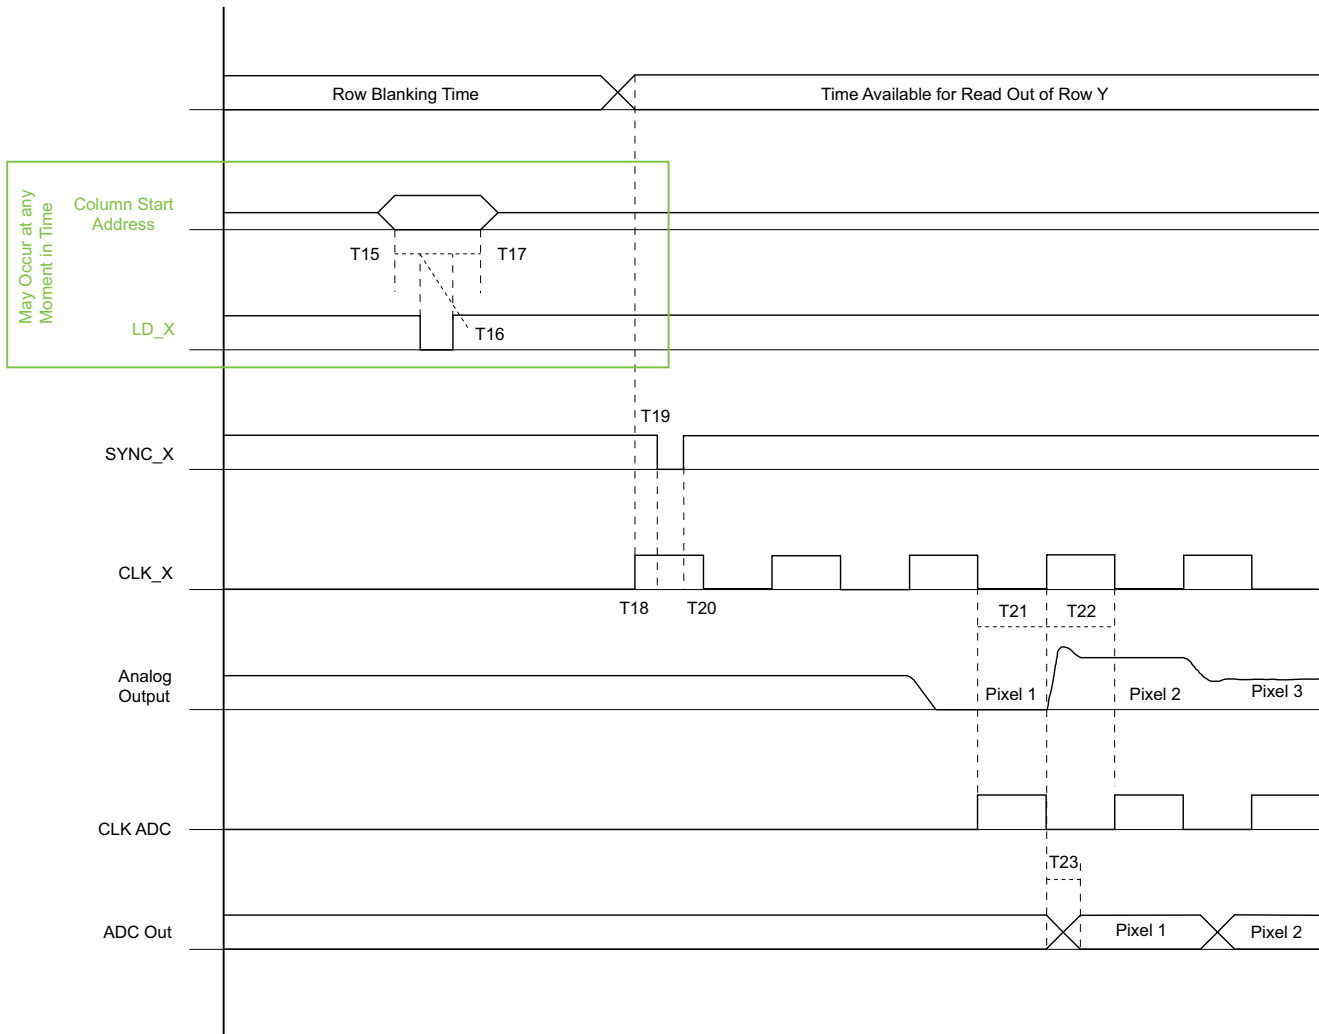 Row Blanking Time
Time Available for Read Out of Row Y
May Occur at any
Moment in Time
Column Start
Address
T15
T17
LD_X
T16
T19
SYNC_X
CLK_X
T18
T20
T21
T22
Analog
Output
Pixel 1
Pixel 2
Pixel 3
CLK ADC
T23
ADC Out
Pixel 1
Pixel 2